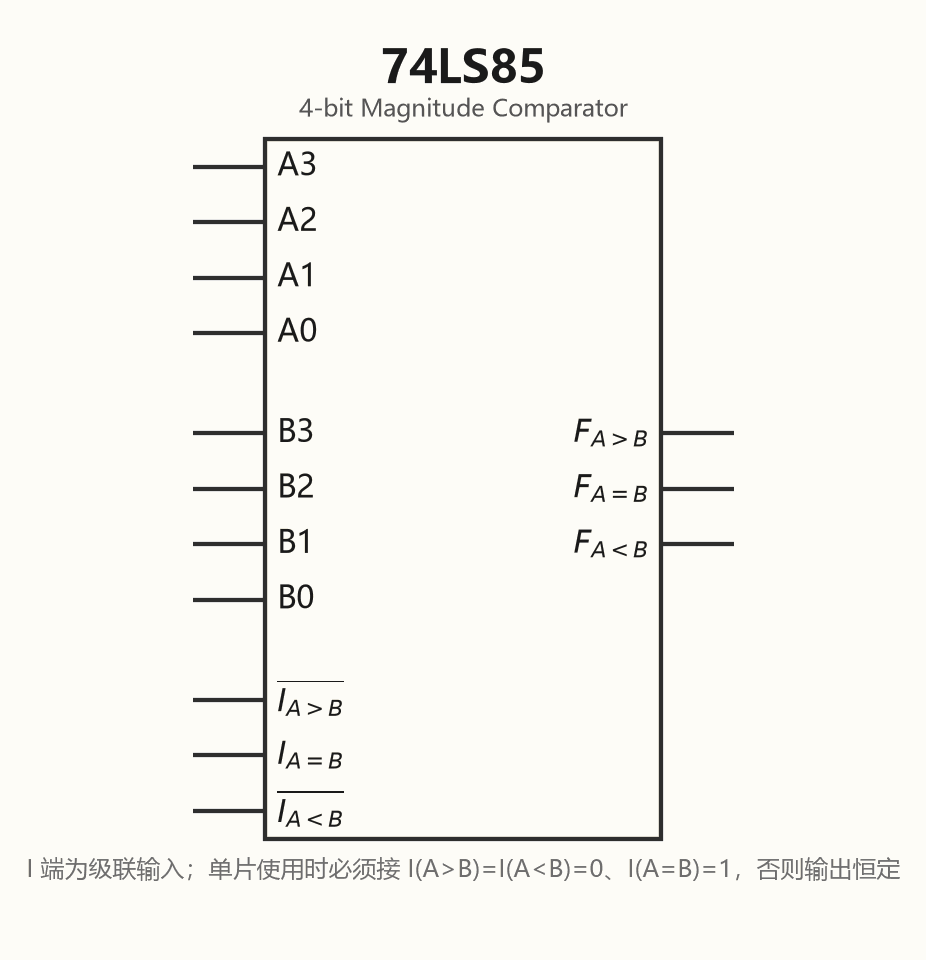 74LS85
4-bit Magnitude Comparator
A3
A2
A1
A0
B3
B2
B1
B0
F_{A>B}
F_{A=B}
F_{A<B}
\overline{I_{A>B}}
I_{A=B}
\overline{I_{A<B}}
I 端为级联输入；单片使用时必须接 I(A>B)=I(A<B)=0、I(A=B)=1，否则输出恒定